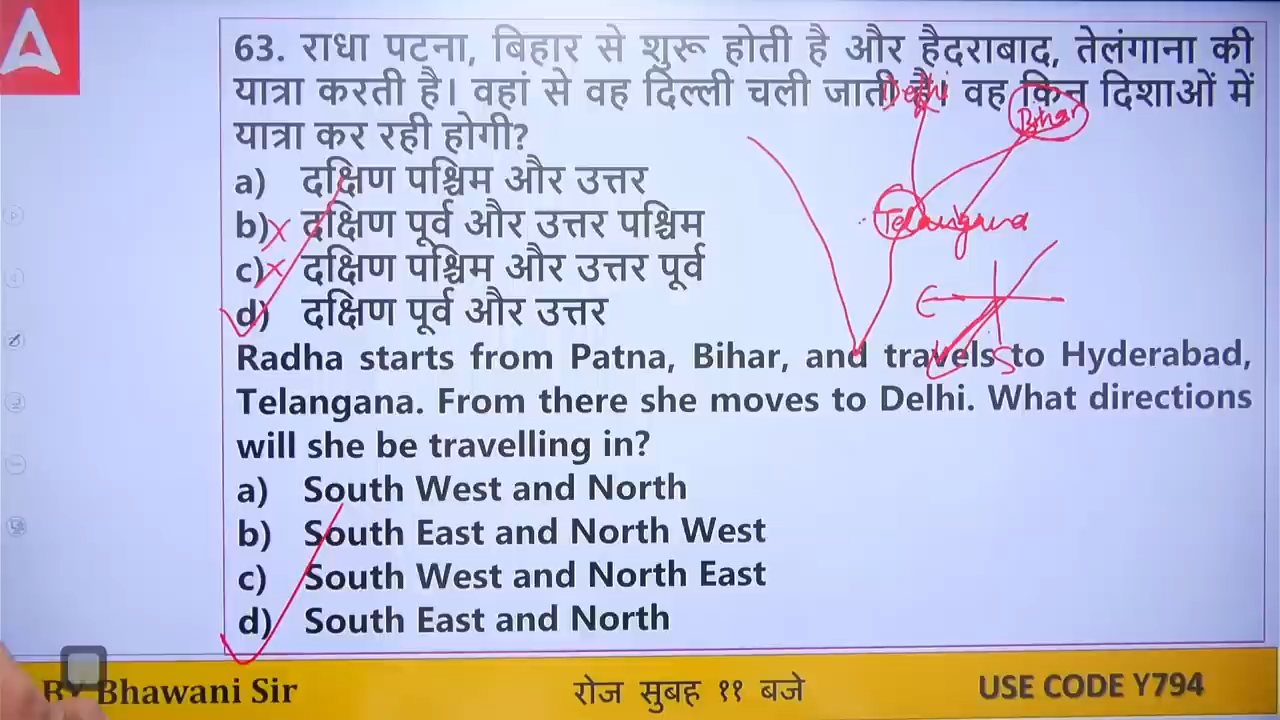 63. राधा पटना, बिहार से शुरू होती है और हैदराबाद, तेलंगाना की
यात्रा करती है। वहां से वह दिल्ली चली जाती है। वह किन दिशाओं में
यात्रा कर रही होगी?
Delhi
Bihar
a) दक्षिण पश्चिम और उत्तर
b) दक्षिण पूर्व और उत्तर पश्चिम
Telangana
c) दक्षिण पश्चिम और उत्तर पूर्व
E
d) दक्षिण पूर्व और उत्तर
S
Radha starts from Patna, Bihar, and travels to Hyderabad,
Telangana. From there she moves to Delhi. What directions
will she be travelling in?
a) South West and North
b) South East and North West
c) South West and North East
d) South East and North
BY Bhawani Sir
रोज सुबह ११ बजे
USE CODE Y794